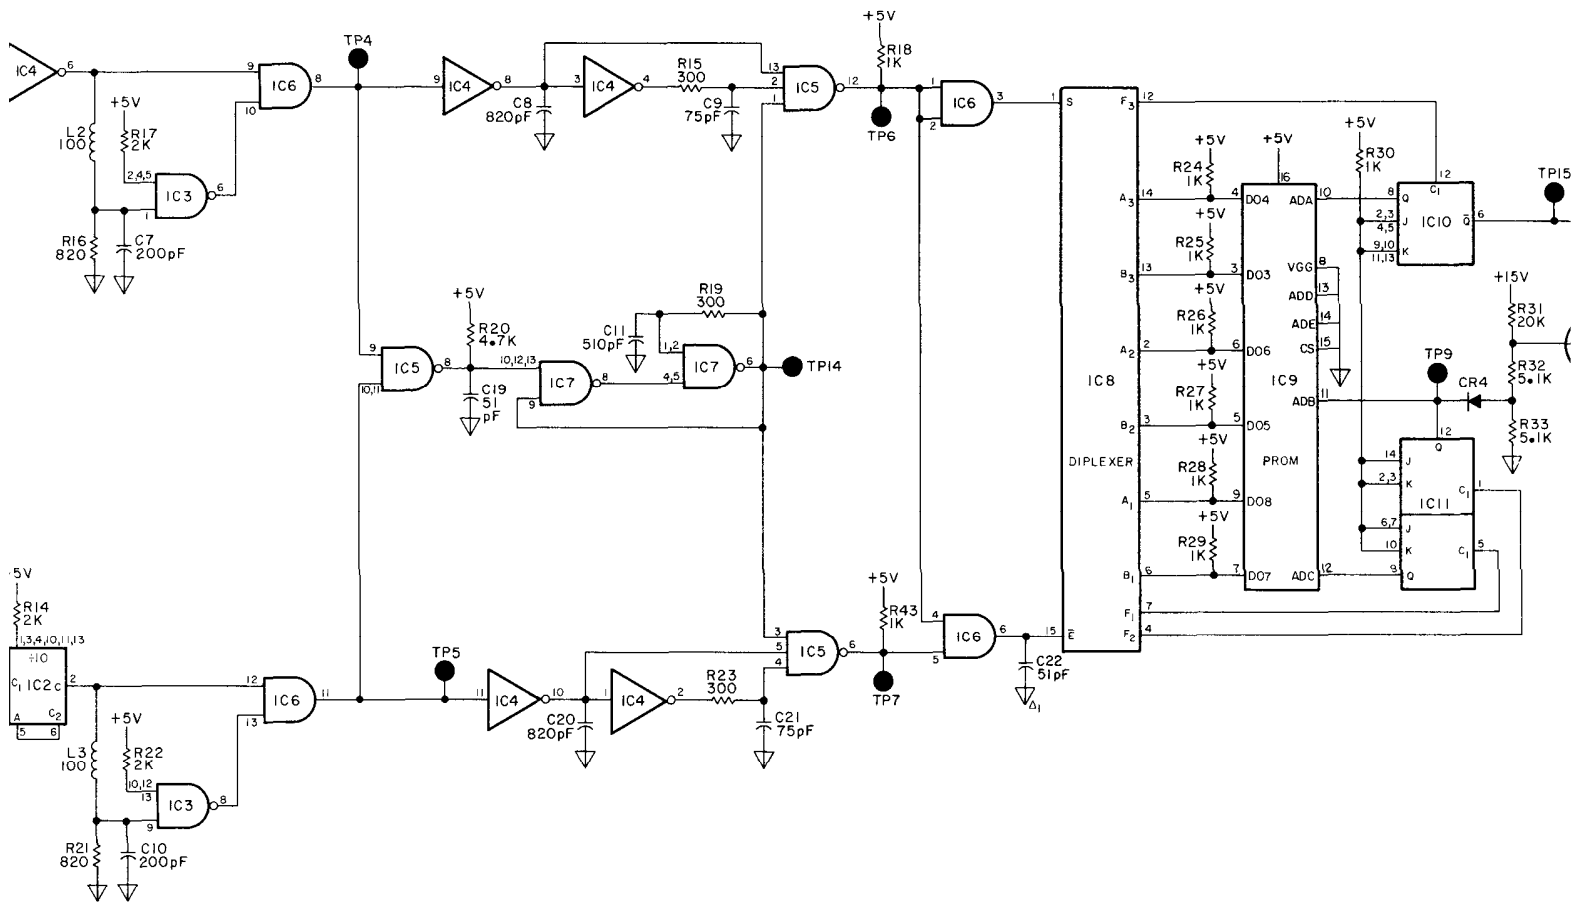 IC4
6
9
10
IC6
8
TP4
+5V
R17
2K
L2
100
2,4,5
1
IC3
6
R16
820
C7
200pF
9
IC4
8
C8
820pF
3
IC4
4
R15
300
C9
75pF
13
2
1
IC5
12
+5V
R18
1K
TP6
1
2
IC6
3
1
S
F3
12
A3
14
B3
13
A2
2
B2
3
A1
5
B1
6
F1
7
F2
4
15
E̅
IC8
DIPLEXER
+5V
R24
1K
+5V
R25
1K
+5V
R26
1K
+5V
R27
1K
+5V
R28
1K
+5V
R29
1K
+5V
16
4
DO4
3
DO3
6
DO6
5
DO5
9
DO8
7
DO7
IC9
PROM
ADA
10
VGG
8
ADD
13
ADE
14
CS
15
ADB
11
ADC
12
+5V
R30
1K
12
C1
8
Q
2,3
4,5
J
9,10
11,13
K
IC10
Q̅
6
TP15
+15V
R31
20K
R32
5.1K
R33
5.1K
TP9
CR4
12
Q
14
J
2,3
K
C1
1
IC11
6,7
J
10
K
C1
5
9
Q
9
10,11
IC5
8
+5V
R20
4.7K
C19
51
pF
10,12,13
9
IC7
8
C11
510pF
R19
300
1,2
4,5
IC7
6
TP14
5V
R14
2K
1,3,4,10,11,13
÷10
C1
IC2
C
2
A
C2
5
6
12
13
IC6
11
TP5
+5V
R22
2K
L3
100
10,12
13
9
IC3
8
R21
820
C10
200pF
11
IC4
10
C20
820pF
1
IC4
2
R23
300
C21
75pF
3
5
4
IC5
6
+5V
R43
1K
TP7
4
5
IC6
6
C22
51pF
Δ1